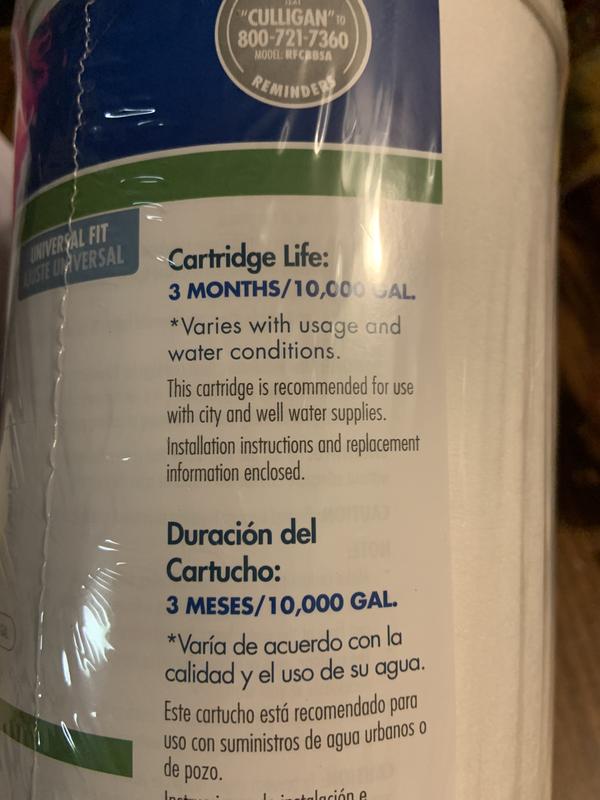 TEXT
"CULLIGAN" TO
800-721-7360
MODEL: RFCBBSA
REMINDERS
UNIVERSAL FIT
AJUSTE UNIVERSAL
Cartridge Life:
3 MONTHS/10,000 GAL.
*Varies with usage and
water conditions.
This cartridge is recommended for use
with city and well water supplies.
Installation instructions and replacement
information enclosed.
Duración del
Cartucho:
3 MESES/10,000 GAL.
*Varía de acuerdo con la
calidad y el uso de su agua.
Este cartucho está recomendado para
uso con suministros de agua urbanos o
de pozo.